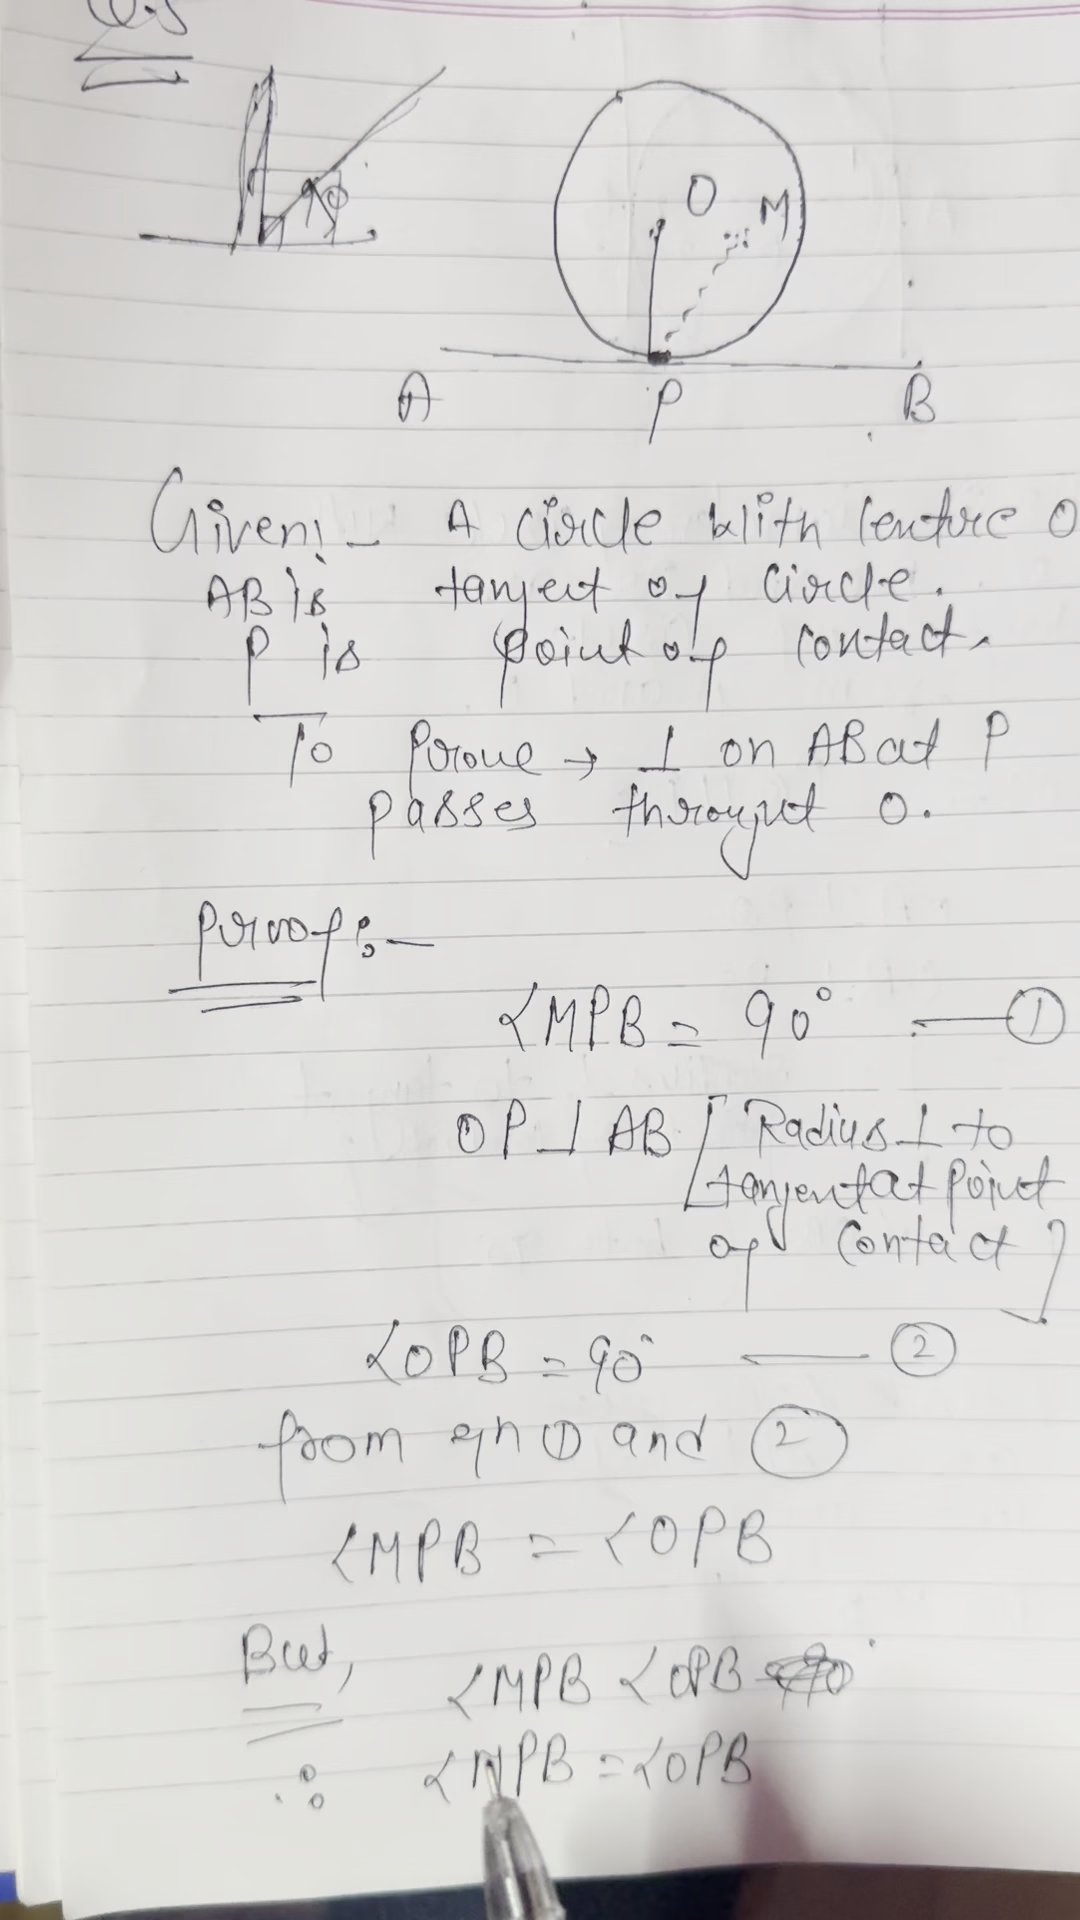 Q.5
O
M
A P B
Given:- A circle with centre O
AB is tangent of circle.
P is point of contact.
To Prove → ⊥ on AB at P
passes throught O.
Proof:-
∠MPB = 90° — ①
OP ⊥ AB [Radius ⊥ to
tangent at point
of contact]
∠OPB = 90° — ②
from eqn ① and ②
∠MPB = ∠OPB
But, ∠MPB < OPB
∴ ∠MPB = ∠OPB